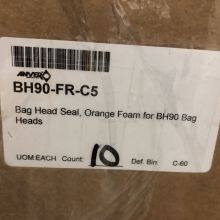 ANVER
BH90-FR-C5
Bag Head Seal, Orange Foam for BH90 Bag
Heads
UOM:EACH Count: 10 Def. Bin: C-60